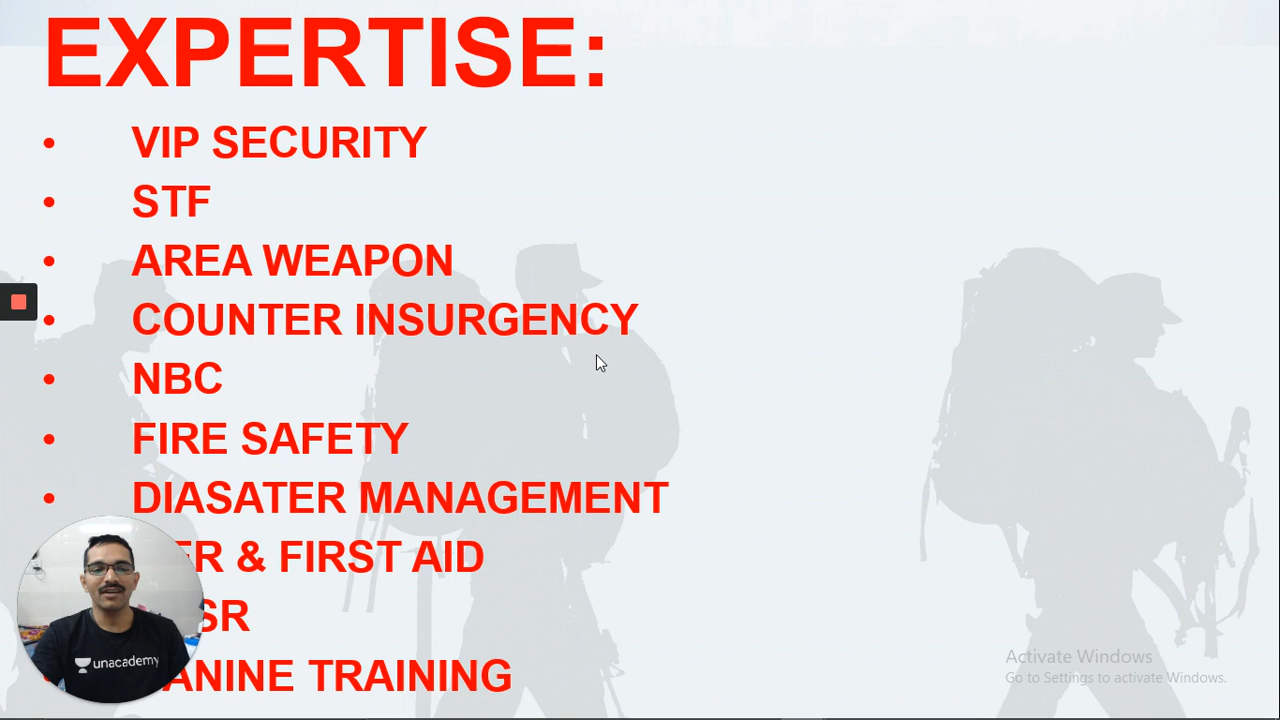 EXPERTISE:
• VIP SECURITY
• STF
• AREA WEAPON
• COUNTER INSURGENCY
• NBC
• FIRE SAFETY
• DIASATER MANAGEMENT
& FIRST AID
TRAINING
unacademy
Activate Windows
Go to Settings to activate Windows.